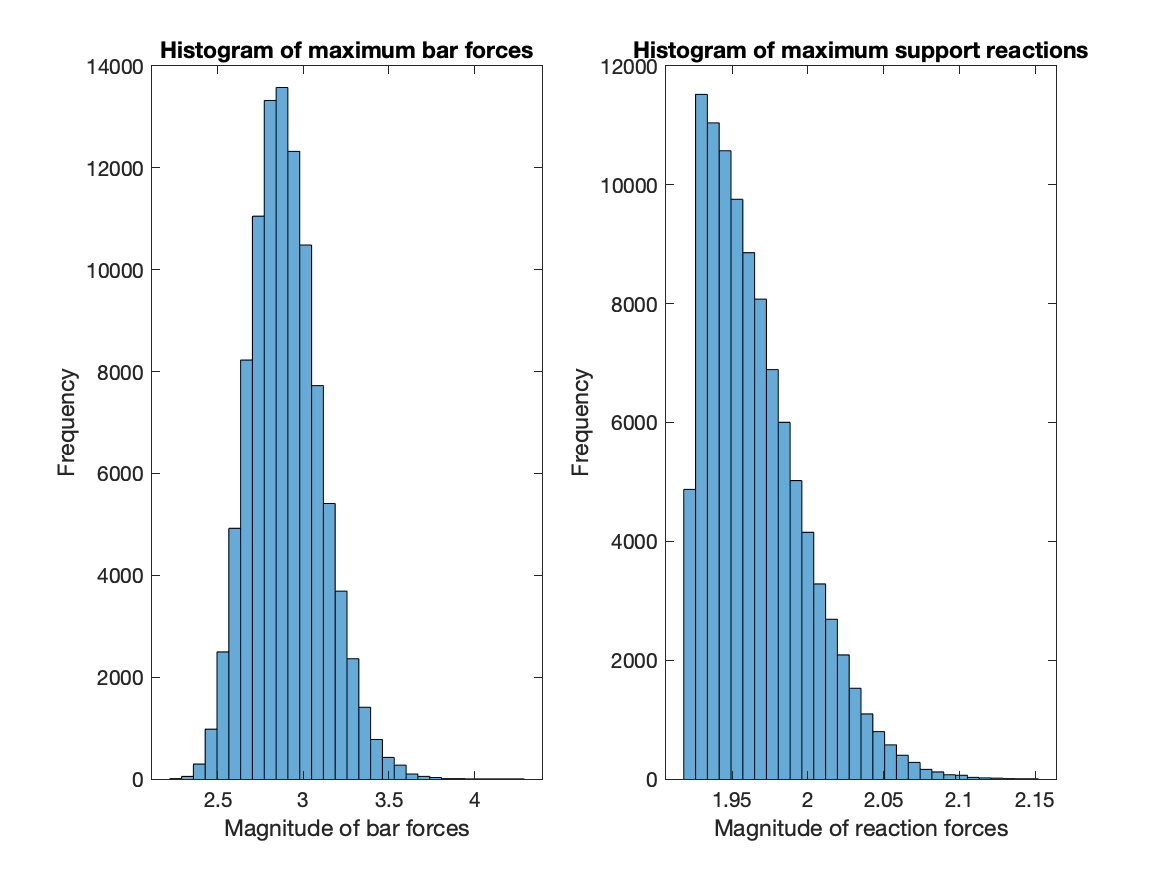 Histogram of maximum bar forces
14000
12000
10000
8000
6000
4000
2000
0
Frequency
2.5 3 3.5 4
Magnitude of bar forces
Histogram of maximum support reactions
12000
10000
8000
6000
4000
2000
0
Frequency
1.95 2 2.05 2.1 2.15
Magnitude of reaction forces